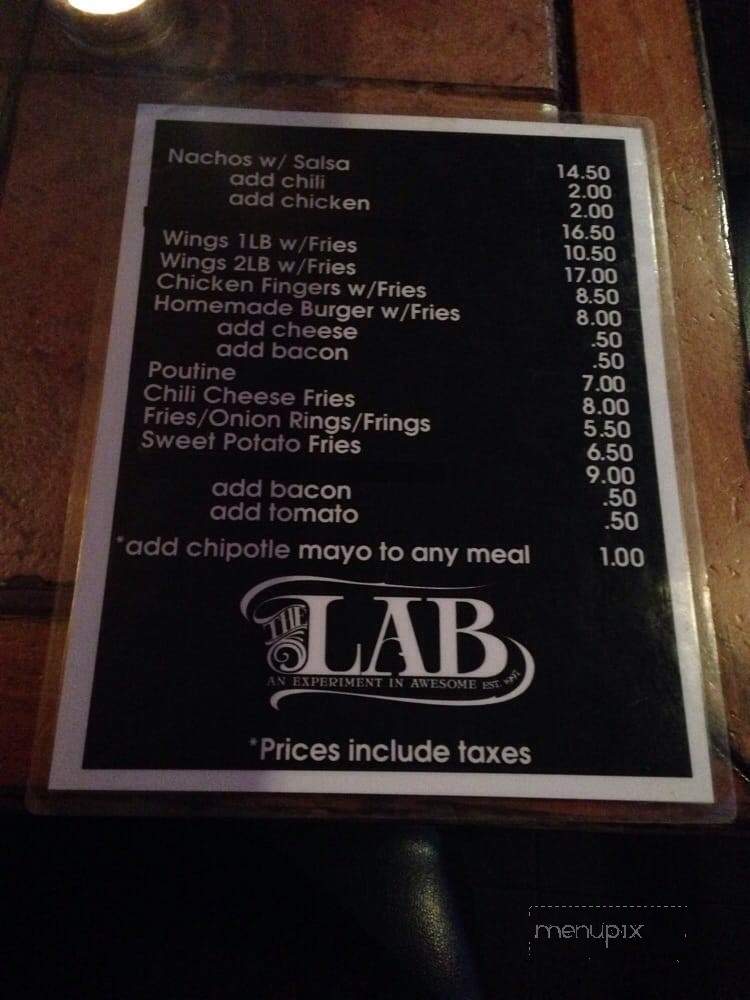 Nachos w/ Salsa 14.50
add chili 2.00
add chicken 2.00
16.50
Wings 1LB w/Fries 10.50
Wings 2LB w/Fries 17.00
Chicken Fingers w/Fries 8.50
Homemade Burger w/Fries 8.00
add cheese .50
add bacon .50
Poutine 7.00
Chili Cheese Fries 8.00
Fries/Onion Rings/Frings 5.50
Sweet Potato Fries 6.50
9.00
add bacon .50
add tomato .50
*add chipotle mayo to any meal 1.00
THE LAB
AN EXPERIMENT IN AWESOME EST. 1997
*Prices include taxes
menupix